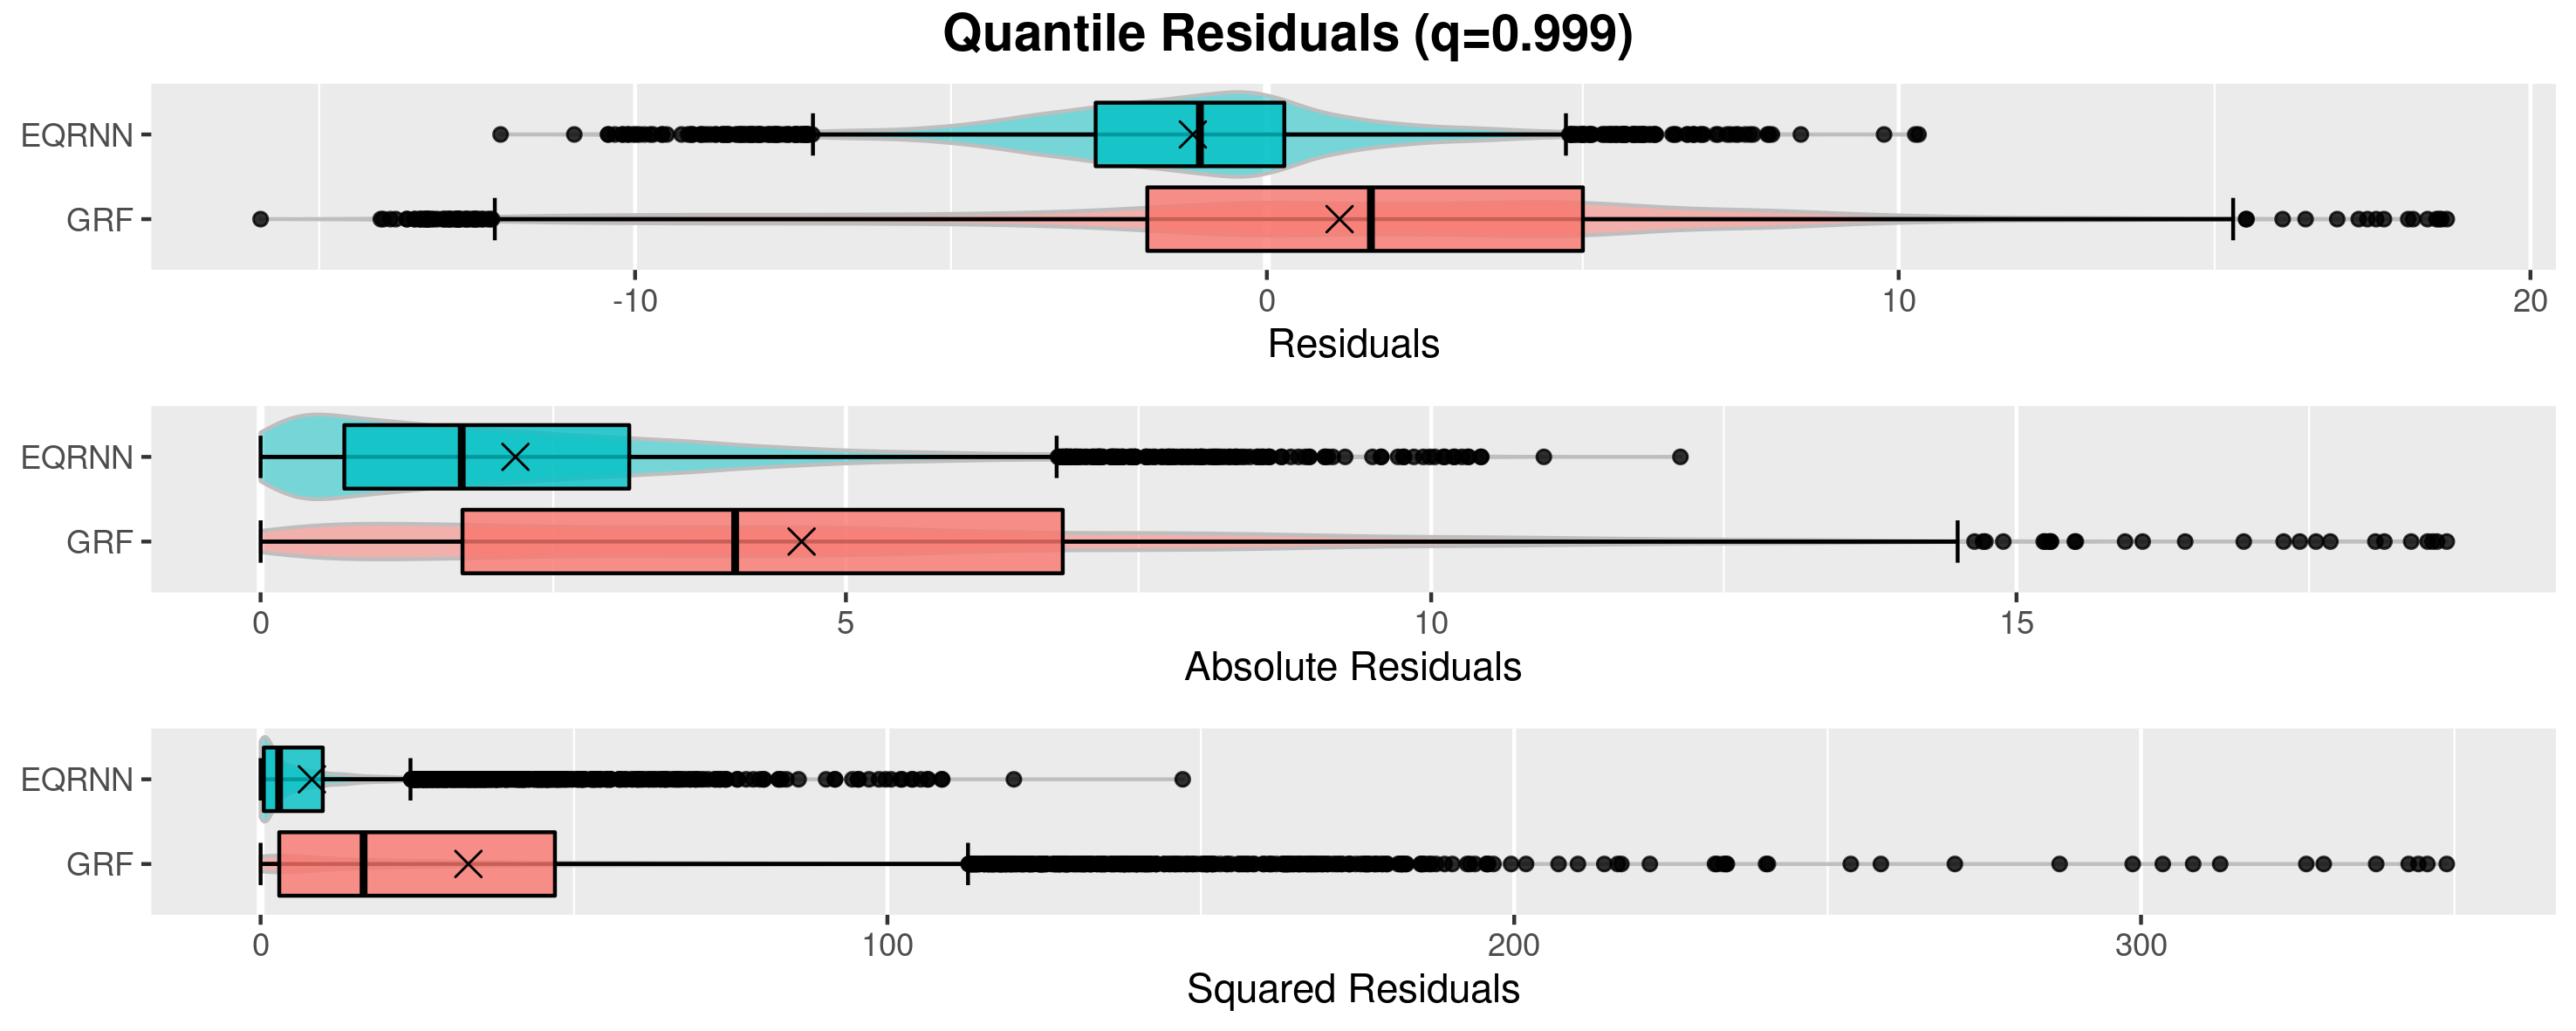 Quantile Residuals (q=0.999)
EQRNN
GRF
-10 0 10 20
Residuals
EQRNN
GRF
0 5 10 15
Absolute Residuals
EQRNN
GRF
0 100 200 300
Squared Residuals